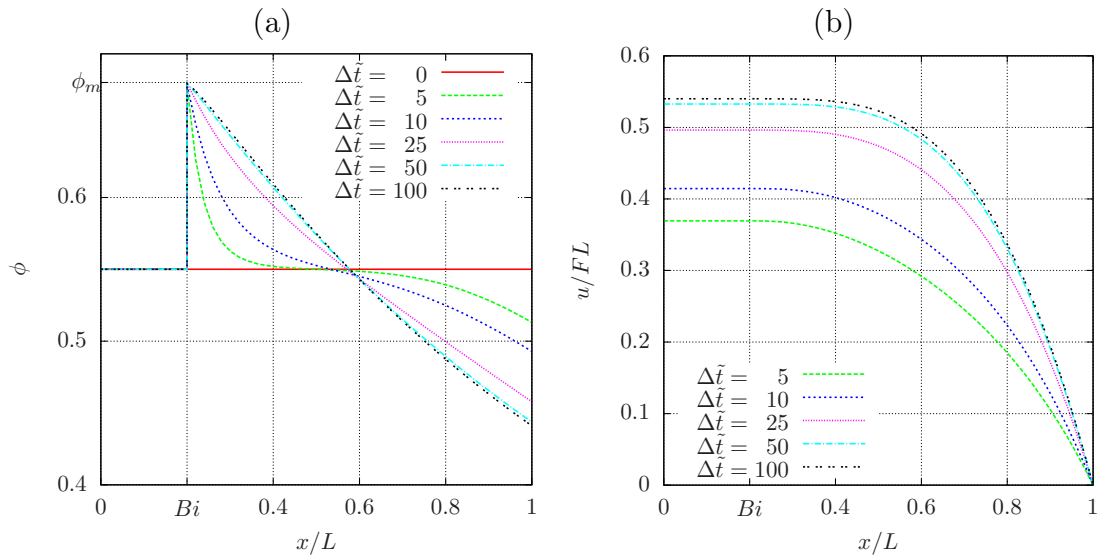 (a)
ϕ_m
0.6
0.5
0.4
ϕ
0
Bi
0.4
0.6
0.8
1
x/L
Δt̃ = 0
Δt̃ = 5
Δt̃ = 10
Δt̃ = 25
Δt̃ = 50
Δt̃ = 100
(b)
0.6
0.5
0.4
0.3
0.2
0.1
0
u/FL
0
Bi
0.4
0.6
0.8
1
x/L
Δt̃ = 5
Δt̃ = 10
Δt̃ = 25
Δt̃ = 50
Δt̃ = 100